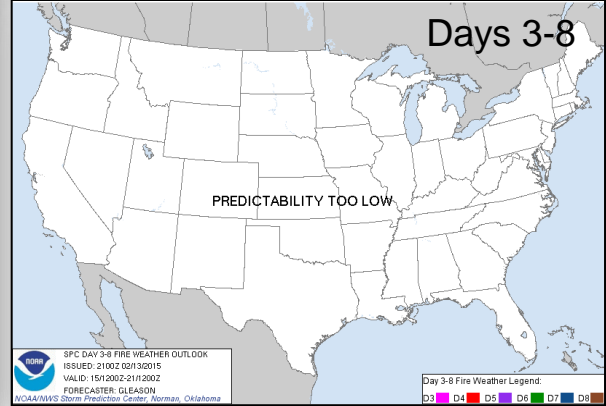 Days 3-8
PREDICTABILITY TOO LOW
NOAA
SPC DAY 3-8 FIRE WEATHER OUTLOOK
ISSUED: 2100Z 02/13/2015
VALID: 15/1200Z-21/1200Z
FORECASTER: GLEASON
NOAA/NWS Storm Prediction Center, Norman, Oklahoma
Day 3-8 Fire Weather Legend:
D3 D4 D5 D6 D7 D8